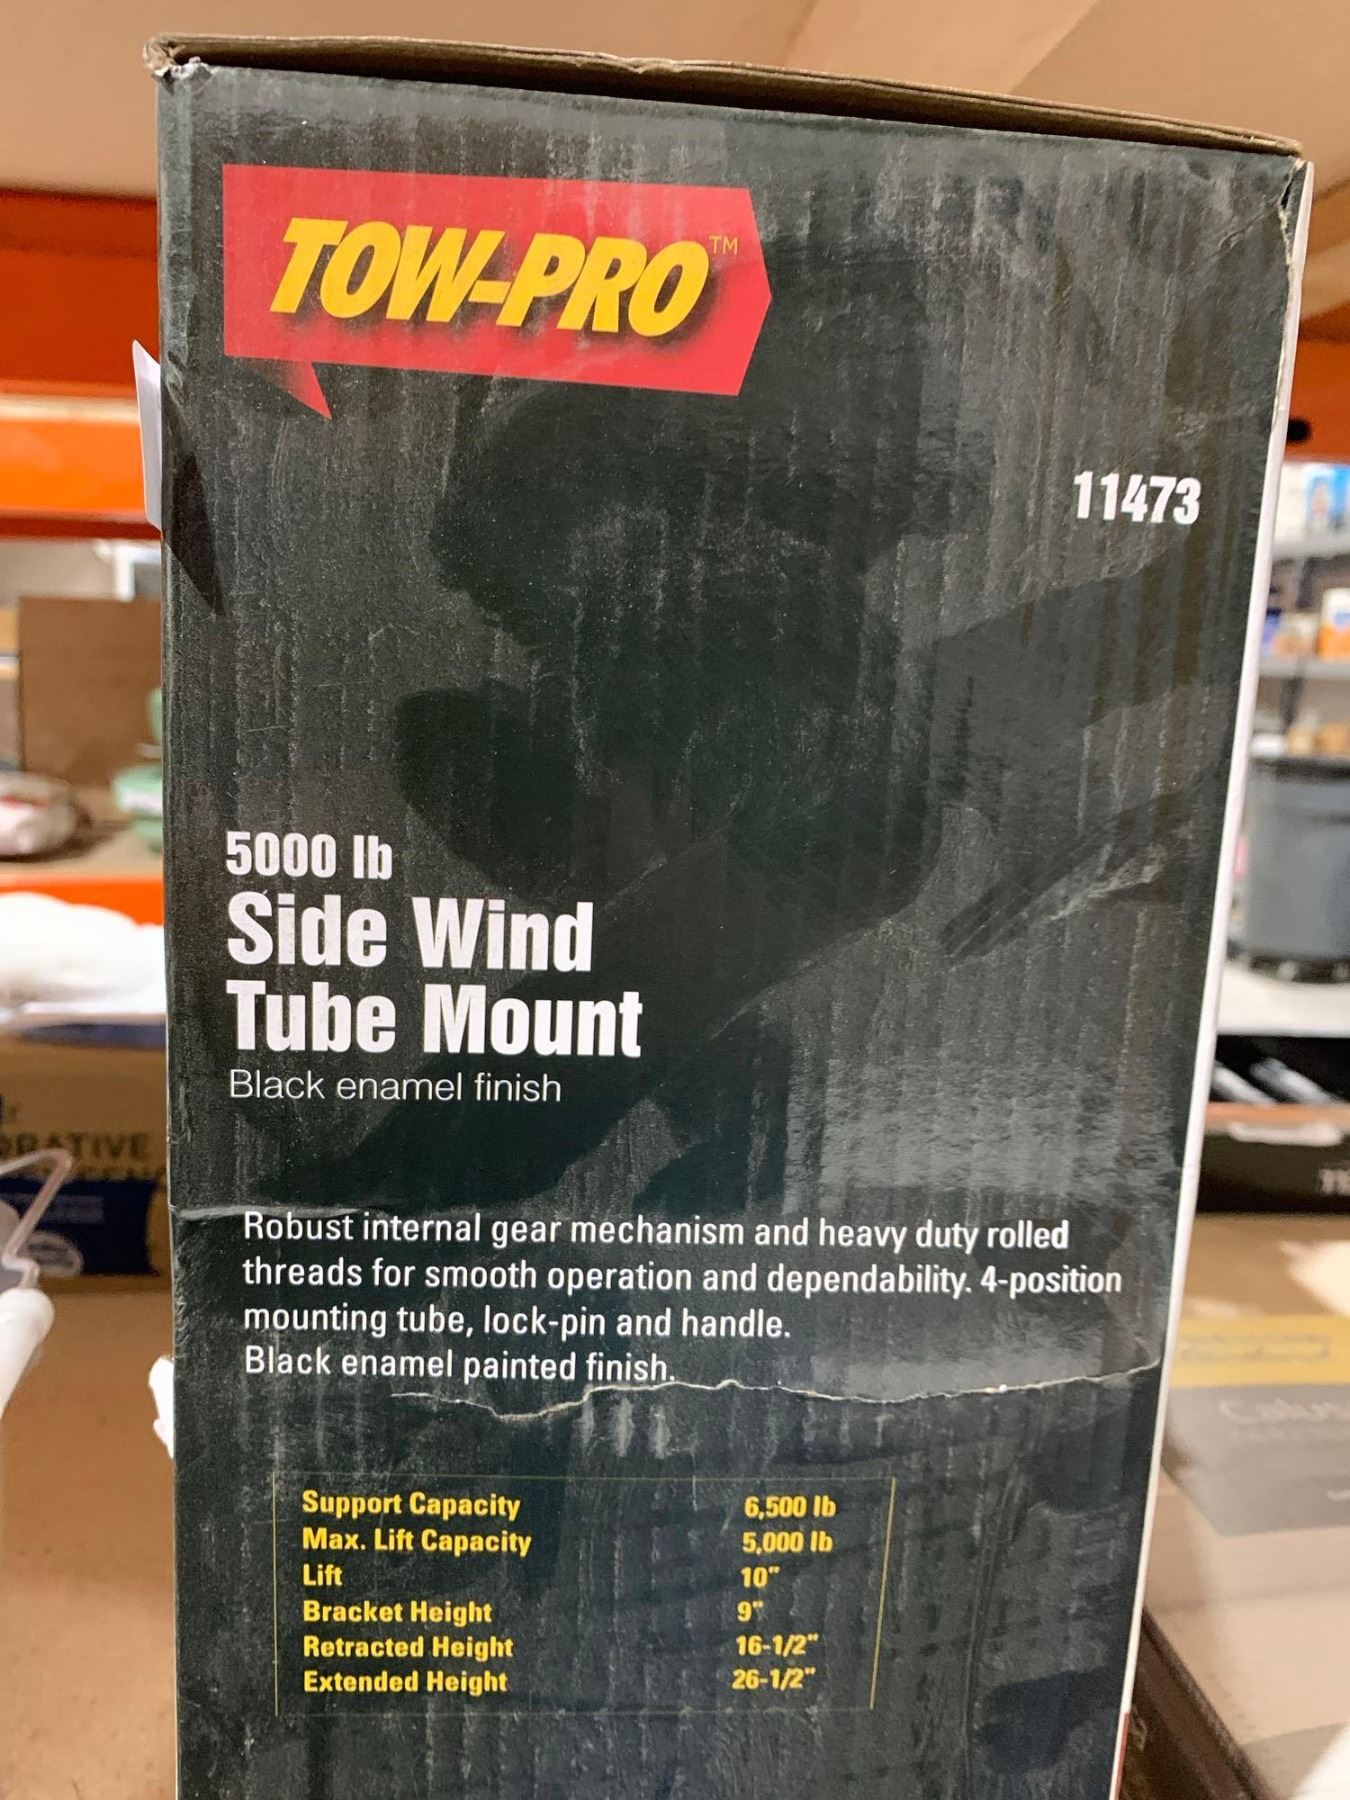 TOW-PRO™
11473
5000 lb
Side Wind
Tube Mount
Black enamel finish
Robust internal gear mechanism and heavy duty rolled
threads for smooth operation and dependability. 4-position
mounting tube, lock-pin and handle.
Black enamel painted finish.
Support Capacity 6,500 lb
Max. Lift Capacity 5,000 lb
Lift 10"
Bracket Height 9"
Retracted Height 16-1/2"
Extended Height 26-1/2"